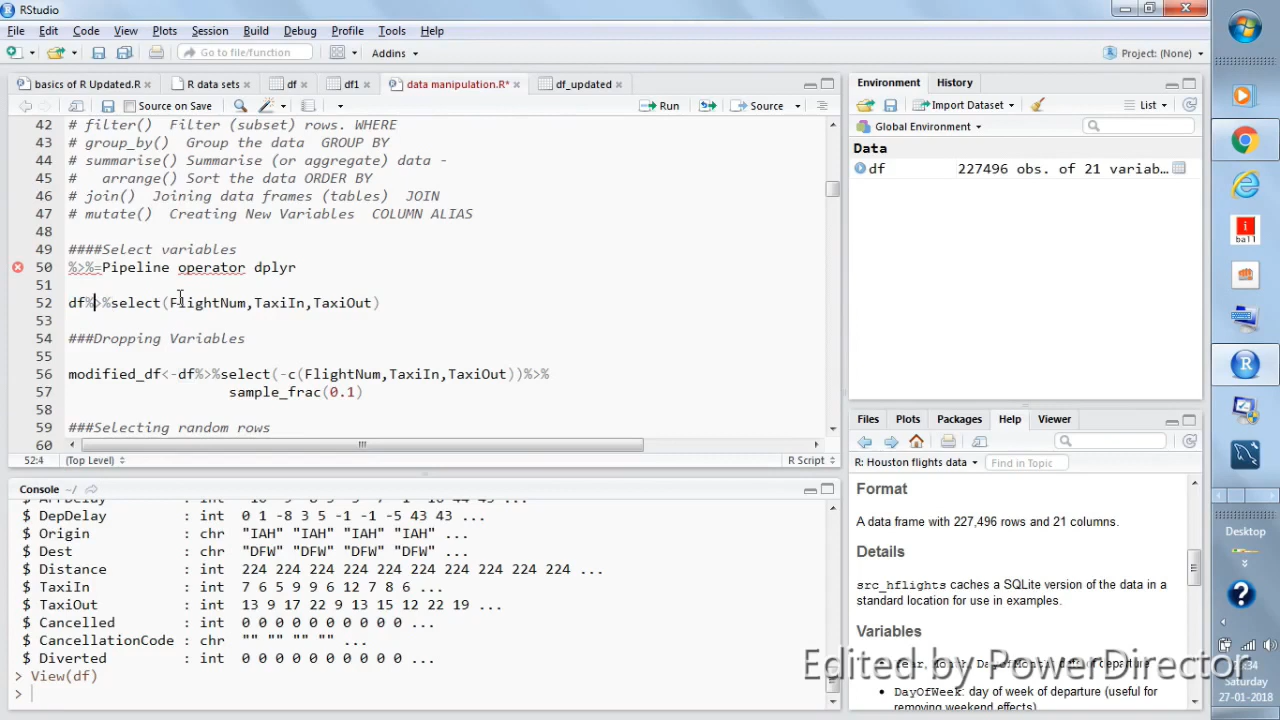 RStudio
File Edit Code View Plots Session Build Debug Profile Tools Help
Go to file/function Addins Project: (None)
basics of R Updated.R R data sets df df1 data manipulation.R* df_updated
Source on Save Run Source
42 # filter() Filter (subset) rows. WHERE
43 # group_by() Group the data GROUP BY
44 # summarise() Summarise (or aggregate) data -
45 # arrange() Sort the data ORDER BY
46 # join() Joining data frames (tables) JOIN
47 # mutate() Creating New Variables COLUMN ALIAS
48
49 ####Select variables
50 %>%=Pipeline operator dplyr
51
52 df%>%select(FlightNum,TaxiIn,TaxiOut)
53
54 ###Dropping Variables
55
56 modified_df<-df%>%select(-c(FlightNum,TaxiIn,TaxiOut))%>%
57 sample_frac(0.1)
58
59 ###Selecting random rows
60
52:4 (Top Level) R Script
Console ~/
$ DepDelay : int 0 1 -8 3 5 -1 -1 -5 43 43 ...
$ Origin : chr "IAH" "IAH" "IAH" "IAH" ...
$ Dest : chr "DFW" "DFW" "DFW" "DFW" ...
$ Distance : int 224 224 224 224 224 224 224 224 224 224 ...
$ TaxiIn : int 7 6 5 9 9 6 12 7 8 6 ...
$ TaxiOut : int 13 9 17 22 9 13 15 12 22 19 ...
$ Cancelled : int 0 0 0 0 0 0 0 0 0 0 ...
$ CancellationCode : chr "" "" "" "" ...
$ Diverted : int 0 0 0 0 0 0 0 0 0 0 ...
> View(df)
>
Environment History
Import Dataset List
Global Environment
Data
df 227496 obs. of 21 variab…
Files Plots Packages Help Viewer
R: Houston flights data Find in Topic
Format
A data frame with 227,496 rows and 21 columns.
Details
src_hflights caches a SQLite version of the data in a
standard location for use in examples.
Variables
DayOfWeek: day of week of departure (useful for
removing weekend effects)
Edited by PowerDirector
ball
Desktop
Saturday
27-01-2018